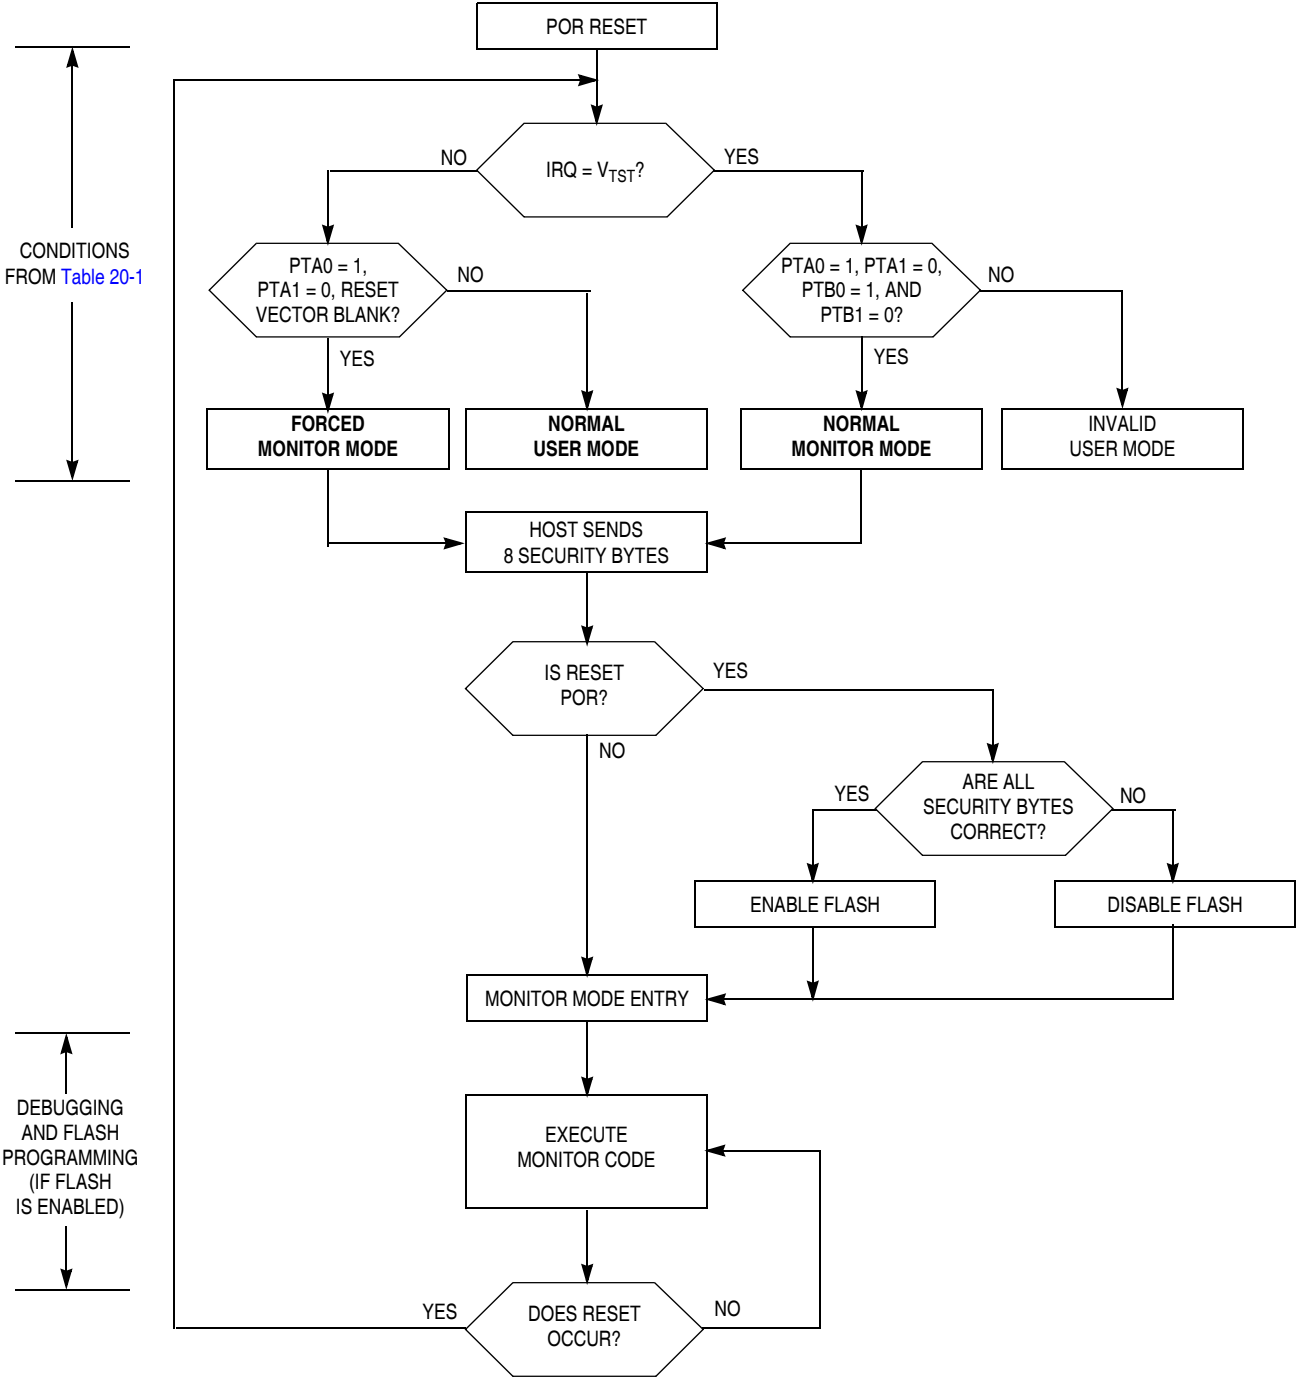 POR RESET
NO
IRQ = VTST?
YES
CONDITIONS
FROM Table 20-1
PTA0 = 1,
PTA1 = 0, RESET
VECTOR BLANK?
NO
YES
PTA0 = 1, PTA1 = 0,
PTB0 = 1, AND
PTB1 = 0?
NO
YES
FORCED
MONITOR MODE
NORMAL
USER MODE
NORMAL
MONITOR MODE
INVALID
USER MODE
HOST SENDS
8 SECURITY BYTES
IS RESET
POR?
YES
NO
YES
ARE ALL
SECURITY BYTES
CORRECT?
NO
ENABLE FLASH
DISABLE FLASH
MONITOR MODE ENTRY
DEBUGGING
AND FLASH
PROGRAMMING
(IF FLASH
IS ENABLED)
EXECUTE
MONITOR CODE
YES
DOES RESET
OCCUR?
NO